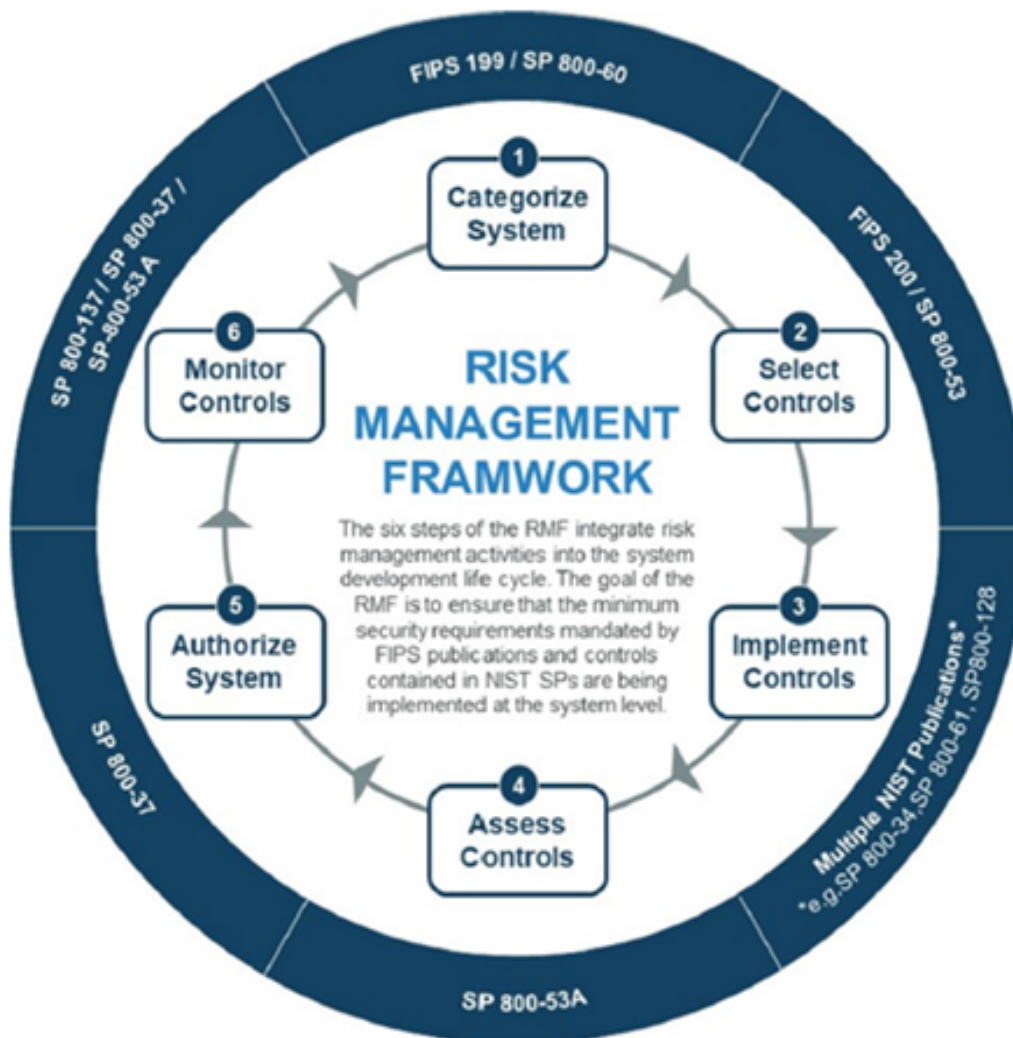 FIPS 199 / SP 800-60
1
Categorize
System
FIPS 200 / SP 800-53
2
Select
Controls
3
Implement
Controls
Multiple NIST Publications*
*e.g,SP 800-34,SP 800-61, SP800-128
4
Assess
Controls
SP 800-53A
5
Authorize
System
SP 800-37
6
Monitor
Controls
SP 800-137 / SP 800-37 /
SP-800-53 A
RISK
MANAGEMENT
FRAMWORK
The six steps of the RMF integrate risk
management activities into the system
development life cycle. The goal of the
RMF is to ensure that the minimum
security requirements mandated by
FIPS publications and controls
contained in NIST SPs are being
implemented at the system level.